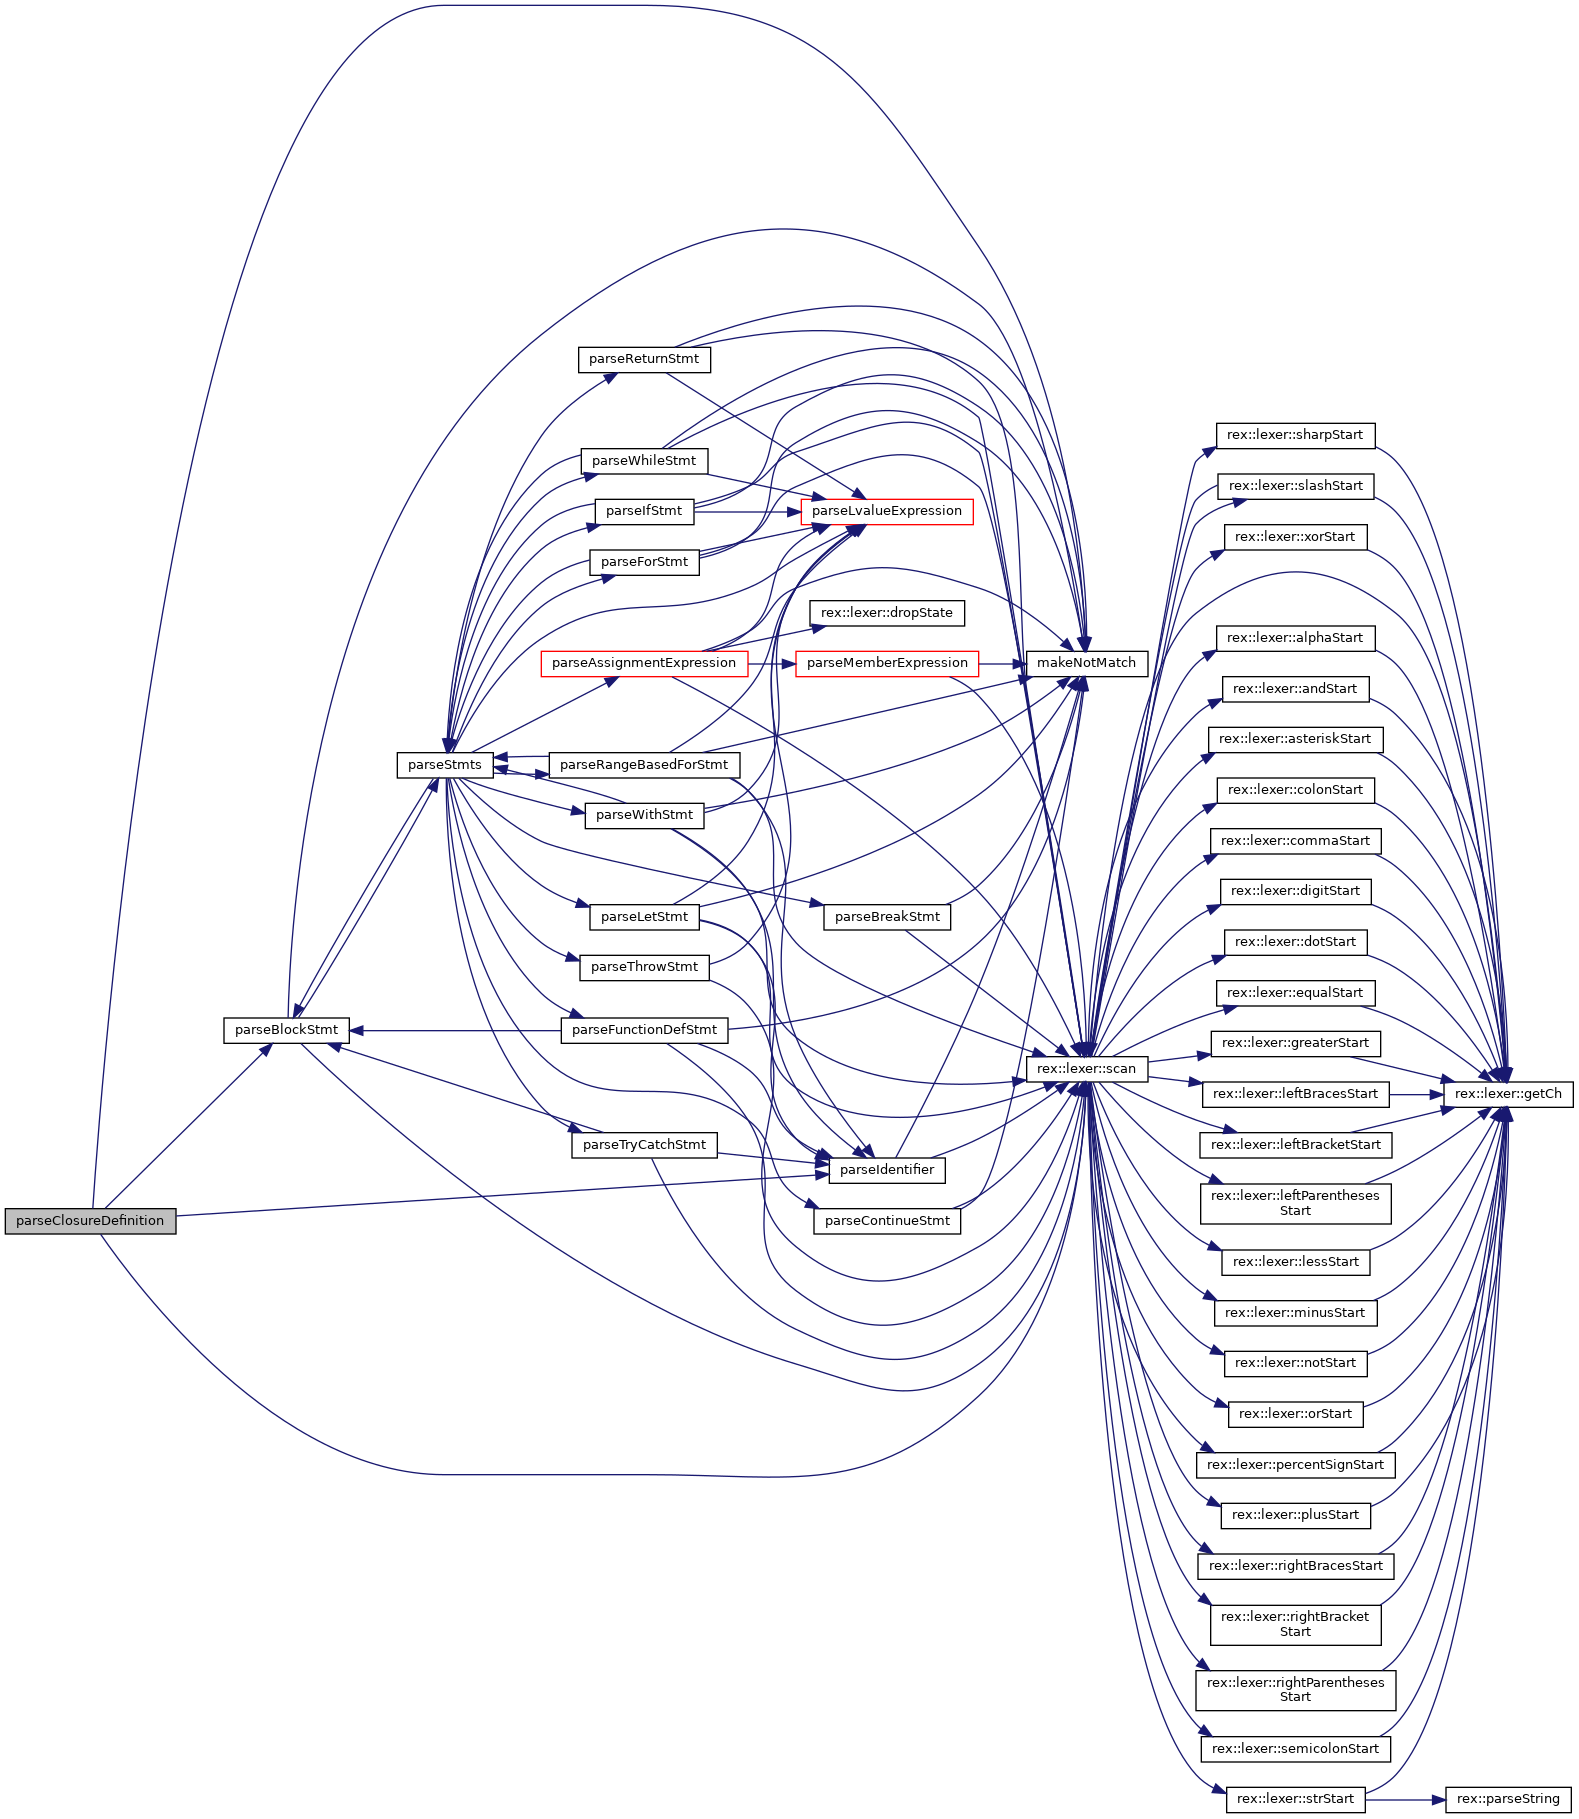 parseClosureDefinition
parseBlockStmt
parseStmts
parseReturnStmt
parseWhileStmt
parseIfStmt
parseForStmt
parseAssignmentExpression
parseRangeBasedForStmt
parseWithStmt
parseLetStmt
parseThrowStmt
parseFunctionDefStmt
parseTryCatchStmt
parseLvalueExpression
rex::lexer::dropState
parseMemberExpression
parseBreakStmt
parseIdentifier
parseContinueStmt
makeNotMatch
rex::lexer::scan
rex::lexer::sharpStart
rex::lexer::slashStart
rex::lexer::xorStart
rex::lexer::alphaStart
rex::lexer::andStart
rex::lexer::asteriskStart
rex::lexer::colonStart
rex::lexer::commaStart
rex::lexer::digitStart
rex::lexer::dotStart
rex::lexer::equalStart
rex::lexer::greaterStart
rex::lexer::leftBracesStart
rex::lexer::leftBracketStart
rex::lexer::leftParentheses
Start
rex::lexer::lessStart
rex::lexer::minusStart
rex::lexer::notStart
rex::lexer::orStart
rex::lexer::percentSignStart
rex::lexer::plusStart
rex::lexer::rightBracesStart
rex::lexer::rightBracket
Start
rex::lexer::rightParentheses
Start
rex::lexer::semicolonStart
rex::lexer::strStart
rex::lexer::getCh
rex::parseString